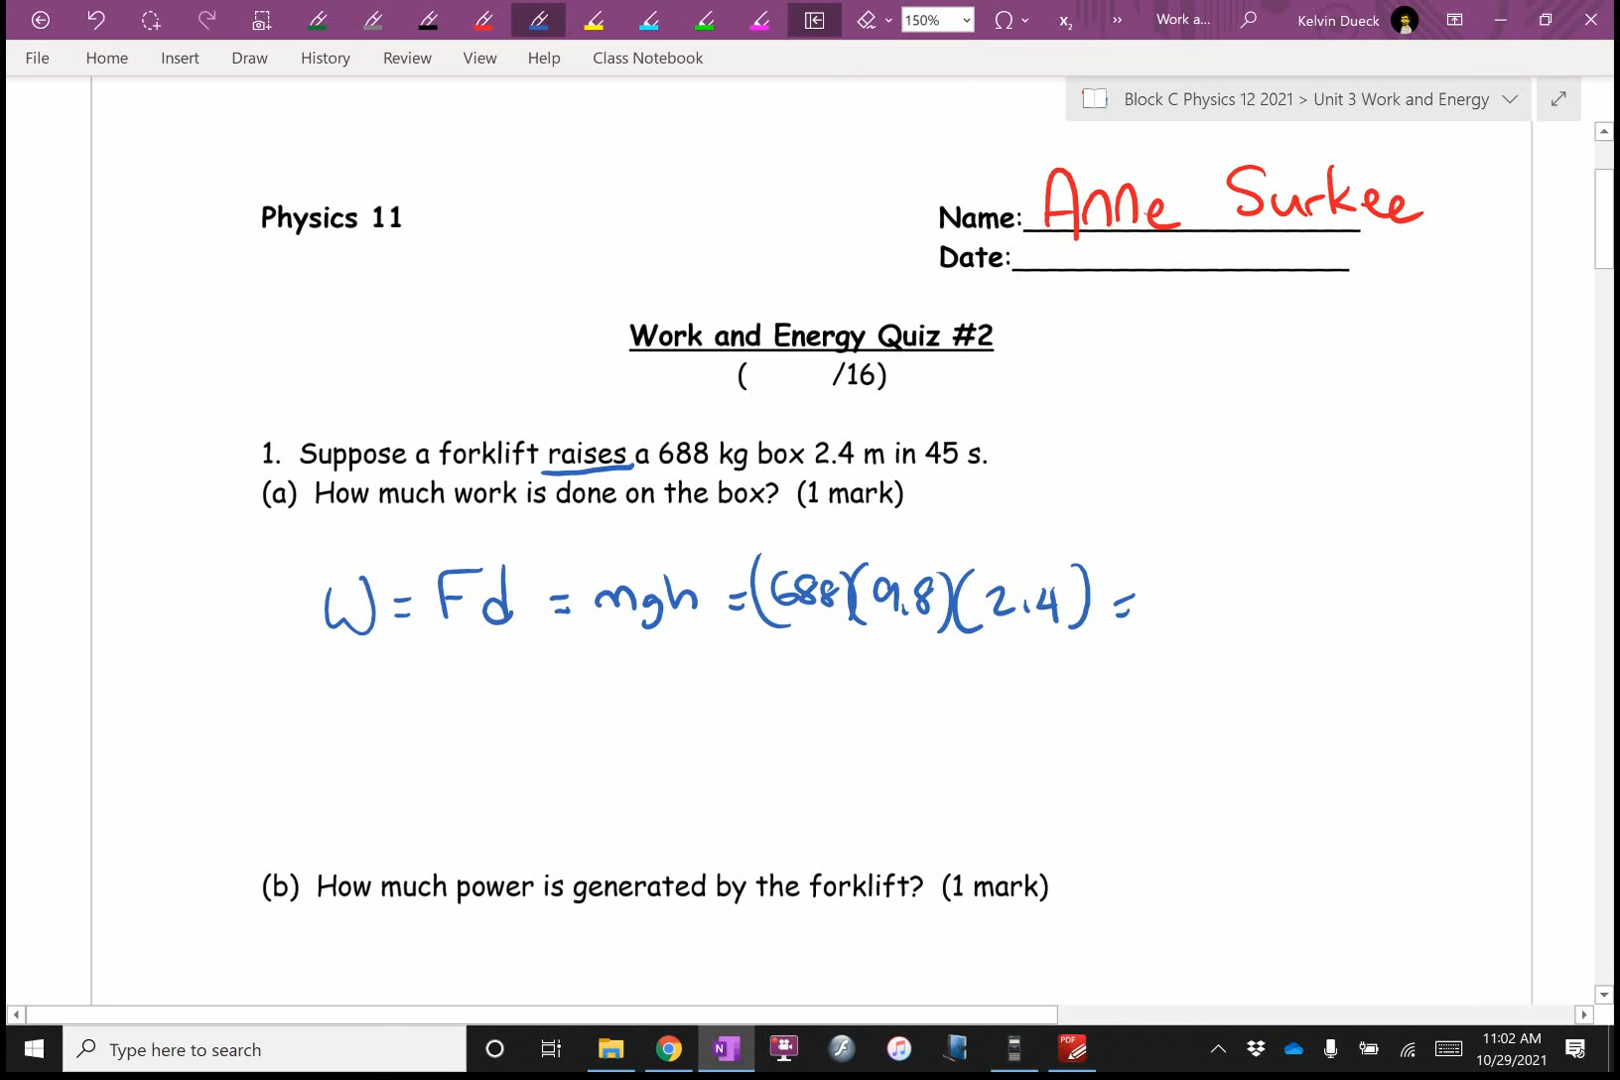 150%
x₂
Work a...
Kelvin Dueck
File Home Insert Draw History Review View Help Class Notebook
Block C Physics 12 2021 > Unit 3 Work and Energy
Physics 11
Name: Anne Surkee
Date:
Work and Energy Quiz #2
( /16)
1. Suppose a forklift raises a 688 kg box 2.4 m in 45 s.
(a) How much work is done on the box? (1 mark)
W = Fd = mgh = (688)(9.8)(2.4) =
(b) How much power is generated by the forklift? (1 mark)
Type here to search
PDF
11:02 AM
10/29/2021